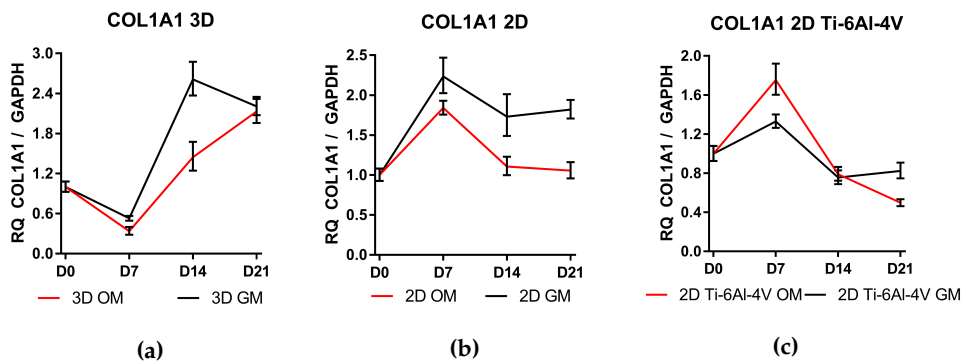 COL1A1 3D
RQ COL1A1 / GAPDH
3.0
2.4
1.8
1.2
0.6
0.0
D0 D7 D14 D21
3D OM 3D GM
(a)
COL1A1 2D
RQ COL1A1 / GAPDH
2.5
2.0
1.5
1.0
0.5
0.0
D0 D7 D14 D21
2D OM 2D GM
(b)
COL1A1 2D Ti-6Al-4V
RQ COL1A1 / GAPDH
2.0
1.6
1.2
0.8
0.4
0.0
D0 D7 D14 D21
2D Ti-6Al-4V OM 2D Ti-6Al-4V GM
(c)